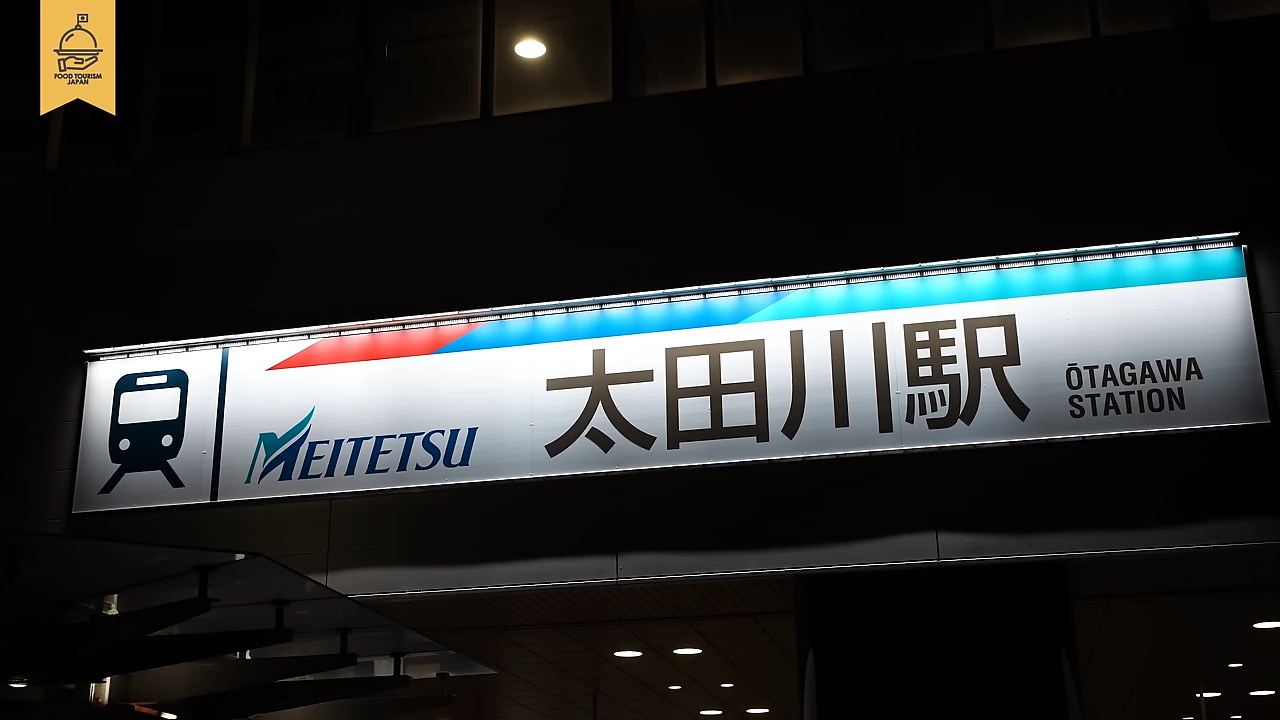 FOOD TOURISM
JAPAN
MEITETSU
太田川駅
ŌTAGAWA
STATION